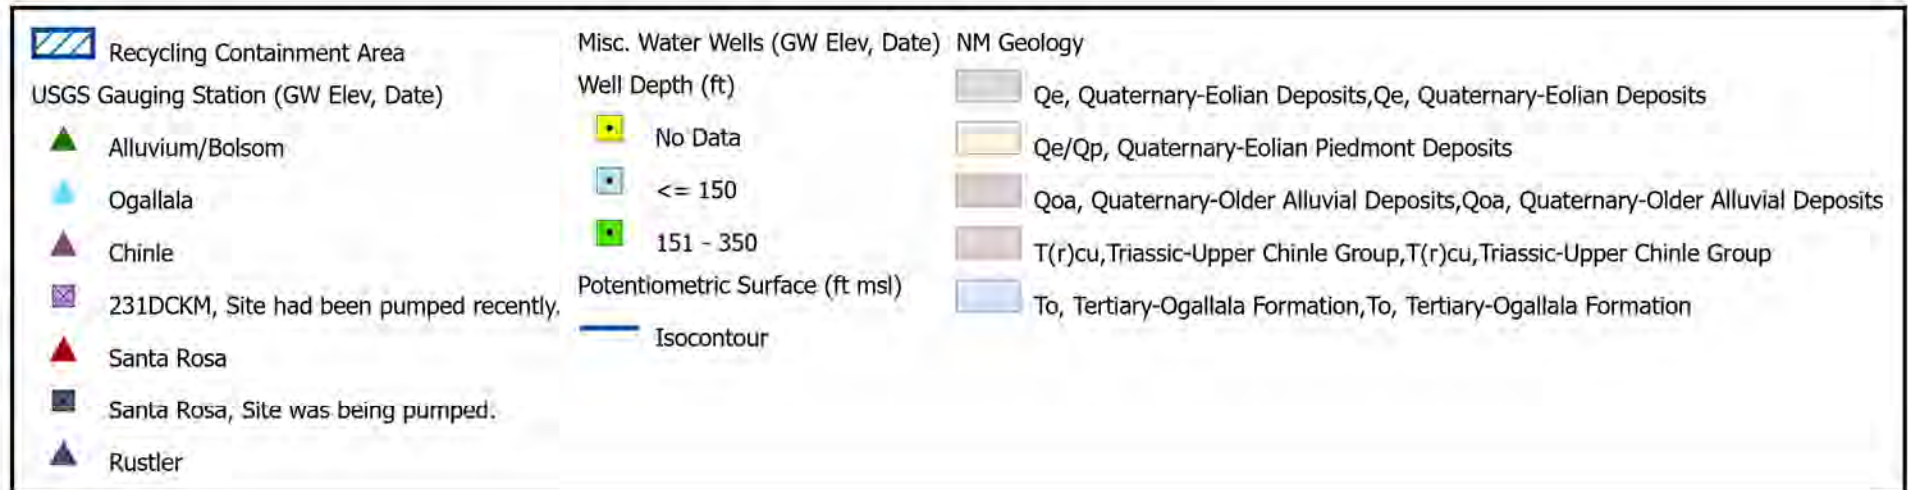 Recycling Containment Area
USGS Gauging Station (GW Elev, Date)
Alluvium/Bolsom
Ogallala
Chinle
231DCKM, Site had been pumped recently.
Santa Rosa
Santa Rosa, Site was being pumped.
Rustler
Misc. Water Wells (GW Elev, Date)
Well Depth (ft)
No Data
<= 150
151 - 350
Potentiometric Surface (ft msl)
Isocontour
NM Geology
Qe, Quaternary-Eolian Deposits,Qe, Quaternary-Eolian Deposits
Qe/Qp, Quaternary-Eolian Piedmont Deposits
Qoa, Quaternary-Older Alluvial Deposits,Qoa, Quaternary-Older Alluvial Deposits
T(r)cu,Triassic-Upper Chinle Group,T(r)cu,Triassic-Upper Chinle Group
To, Tertiary-Ogallala Formation,To, Tertiary-Ogallala Formation